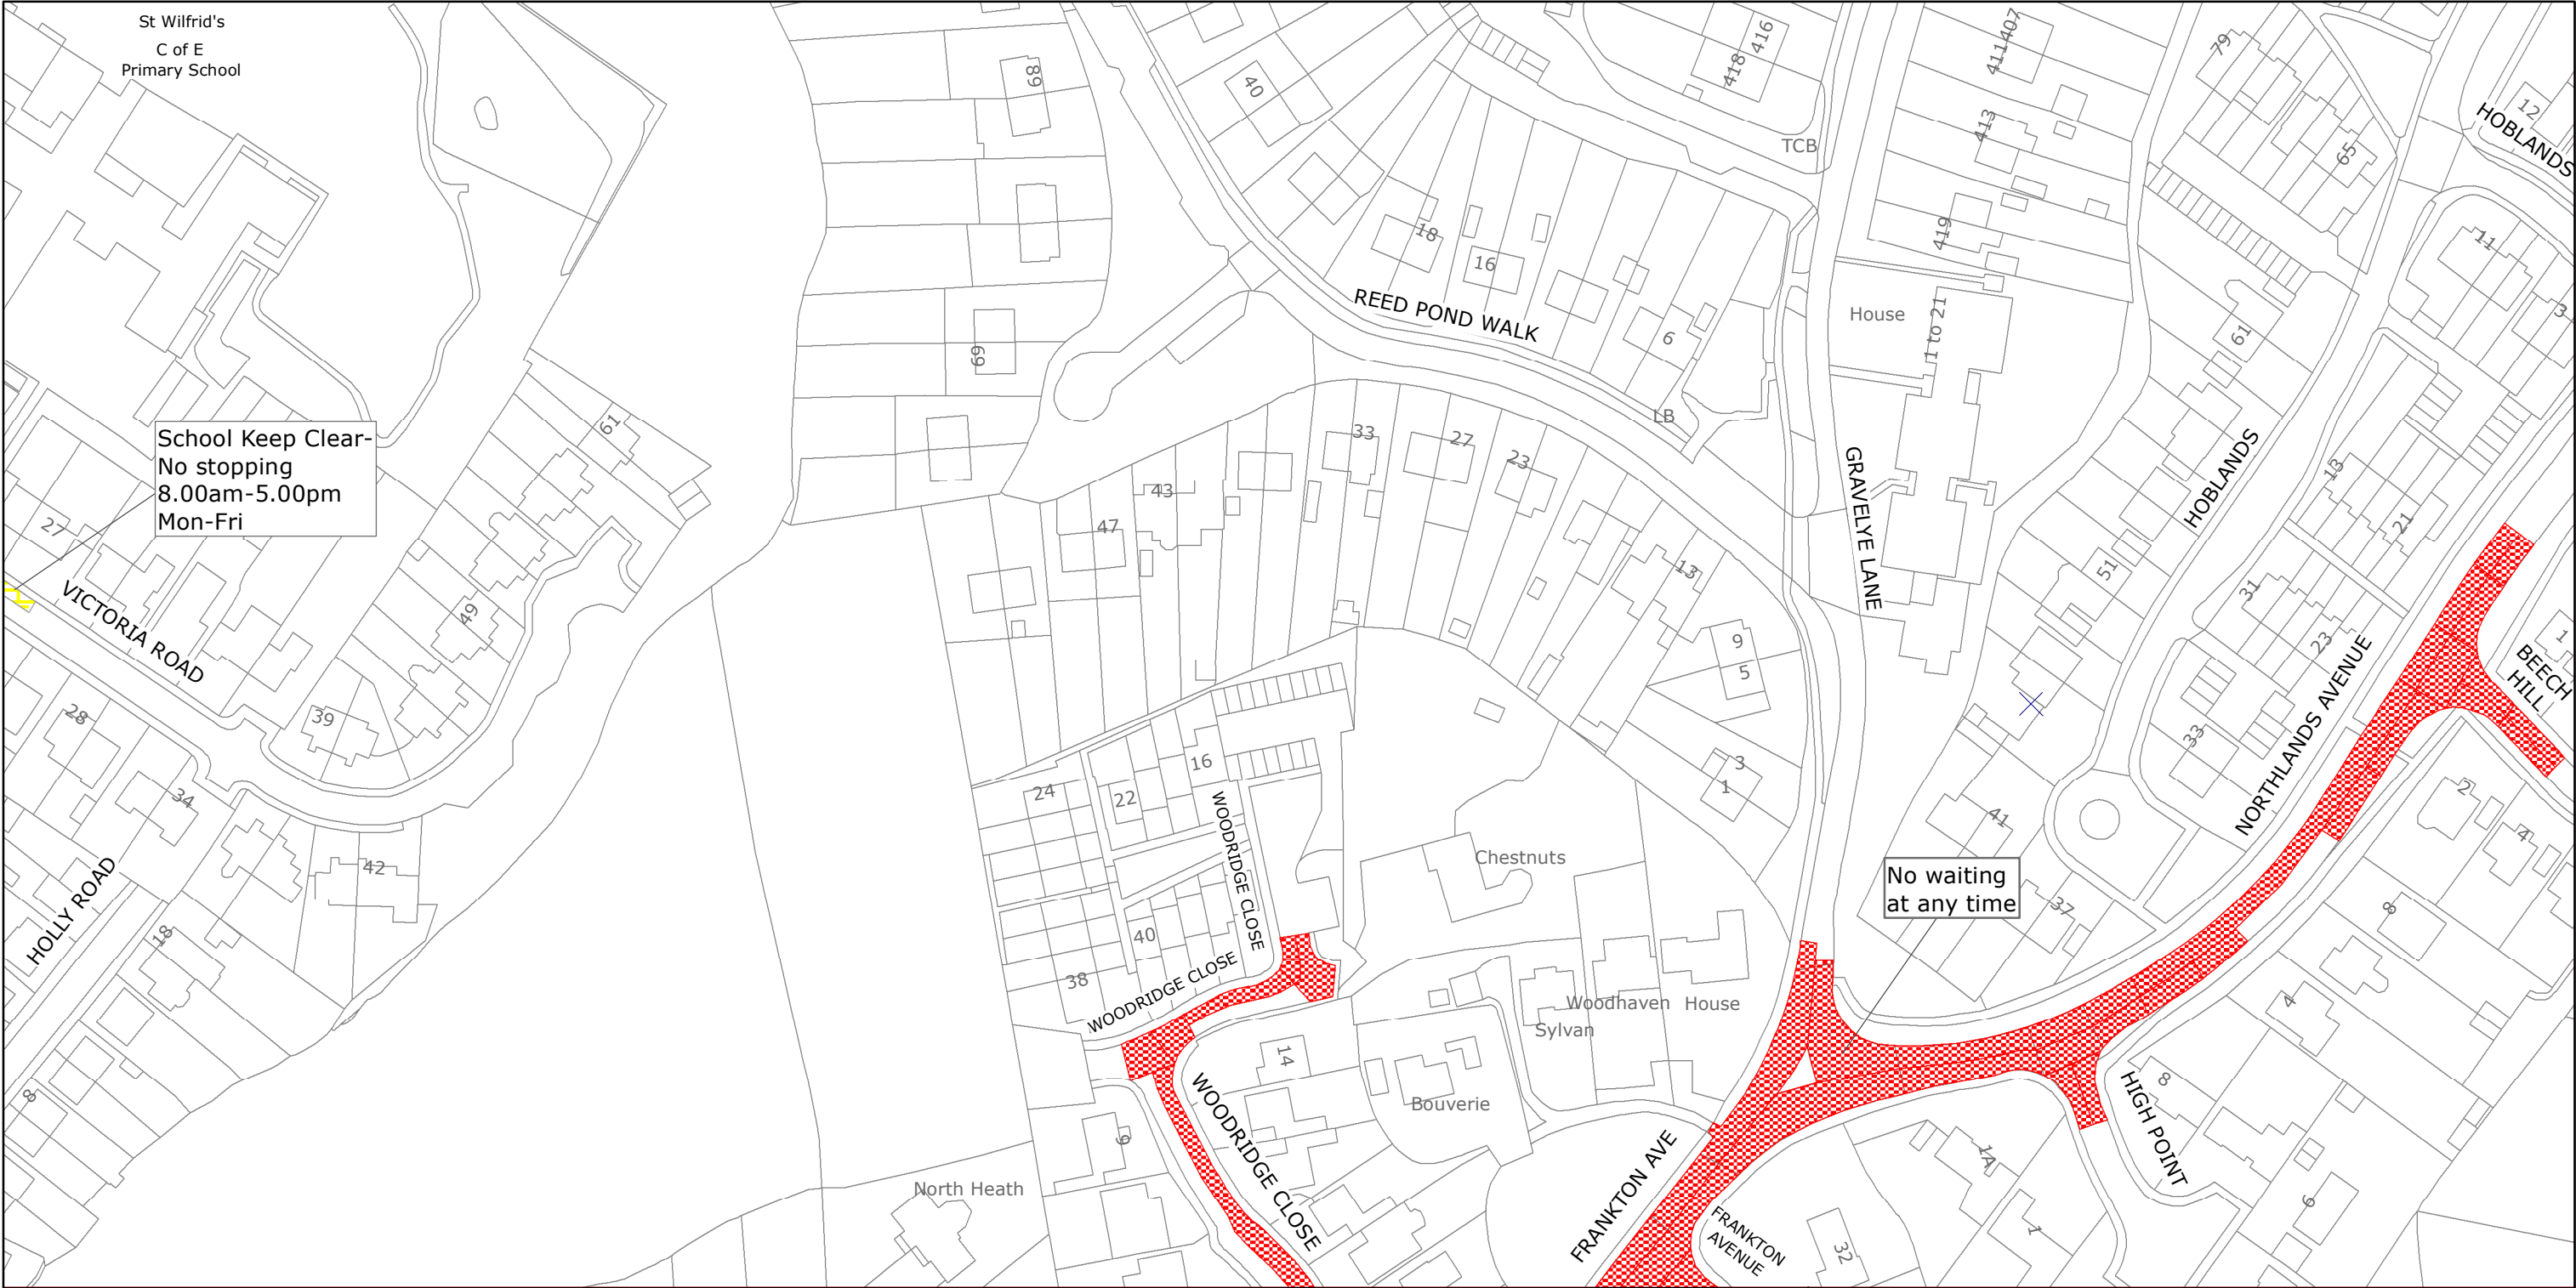 St Wilfrid's
C of E
Primary School
School Keep Clear-
No stopping
8.00am-5.00pm
Mon-Fri
VICTORIA ROAD
HOLLY ROAD
27
28
34
39
42
49
61
18
8
68
69
40
18
16
6
REED POND WALK
LB
TCB
416
418
407
411
413
419
House
1 to 21
GRAVELYE LANE
79
65
12
HOBLANDS
11
3
61
HOBLANDS
51
13
21
31
23
33
41
37
NORTHLANDS AVENUE
BEECH
HILL
1
2
4
8
4
8
6
HIGH POINT
No waiting
at any time
33
27
23
13
9
5
3
1
43
47
24
22
16
40
38
WOODRIDGE CLOSE
WOODRIDGE CLOSE
WOODRIDGE CLOSE
14
9
North Heath
Chestnuts
Woodhaven
House
Sylvan
Bouverie
FRANKTON AVE
FRANKTON
AVENUE
32
1A
1